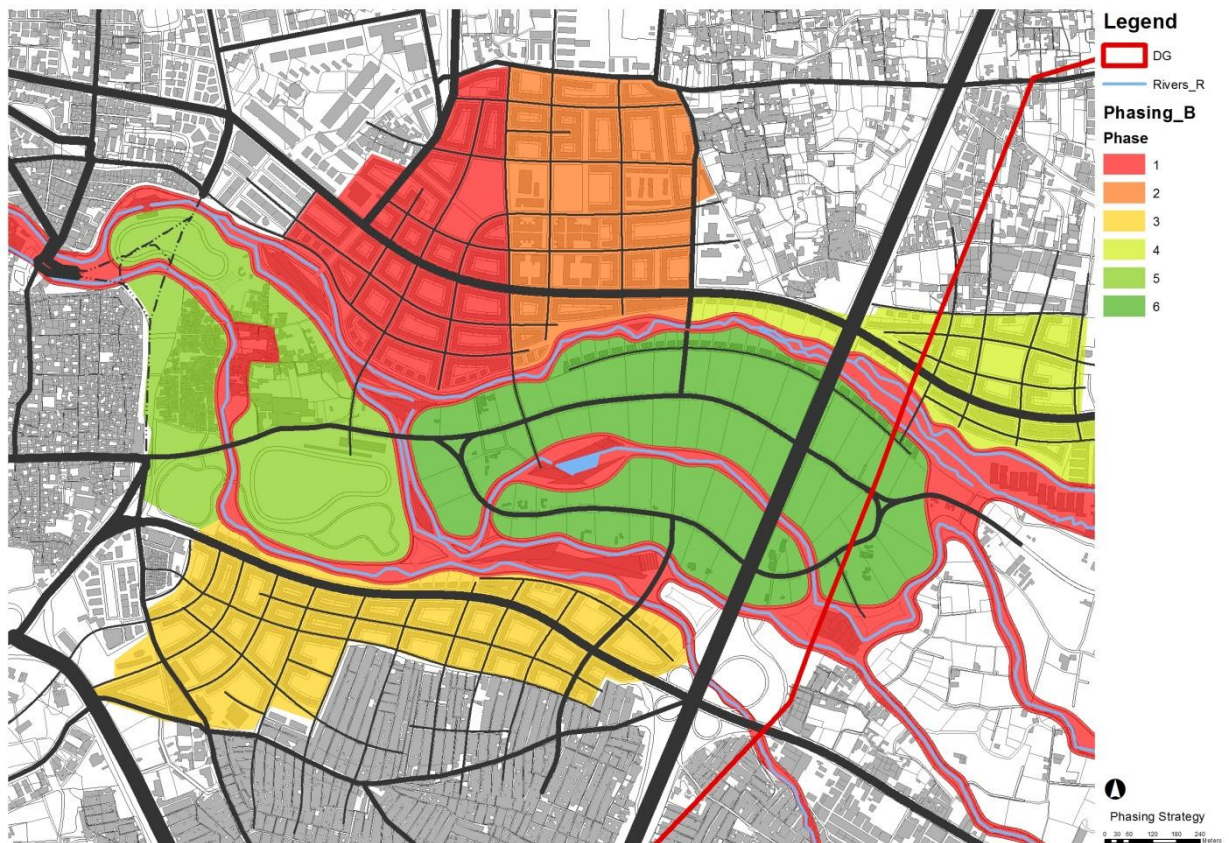 Legend
DG
Rivers_R
Phasing_B
Phase
1
2
3
4
5
6
Phasing Strategy
0 30 60 120 180 240
Meters